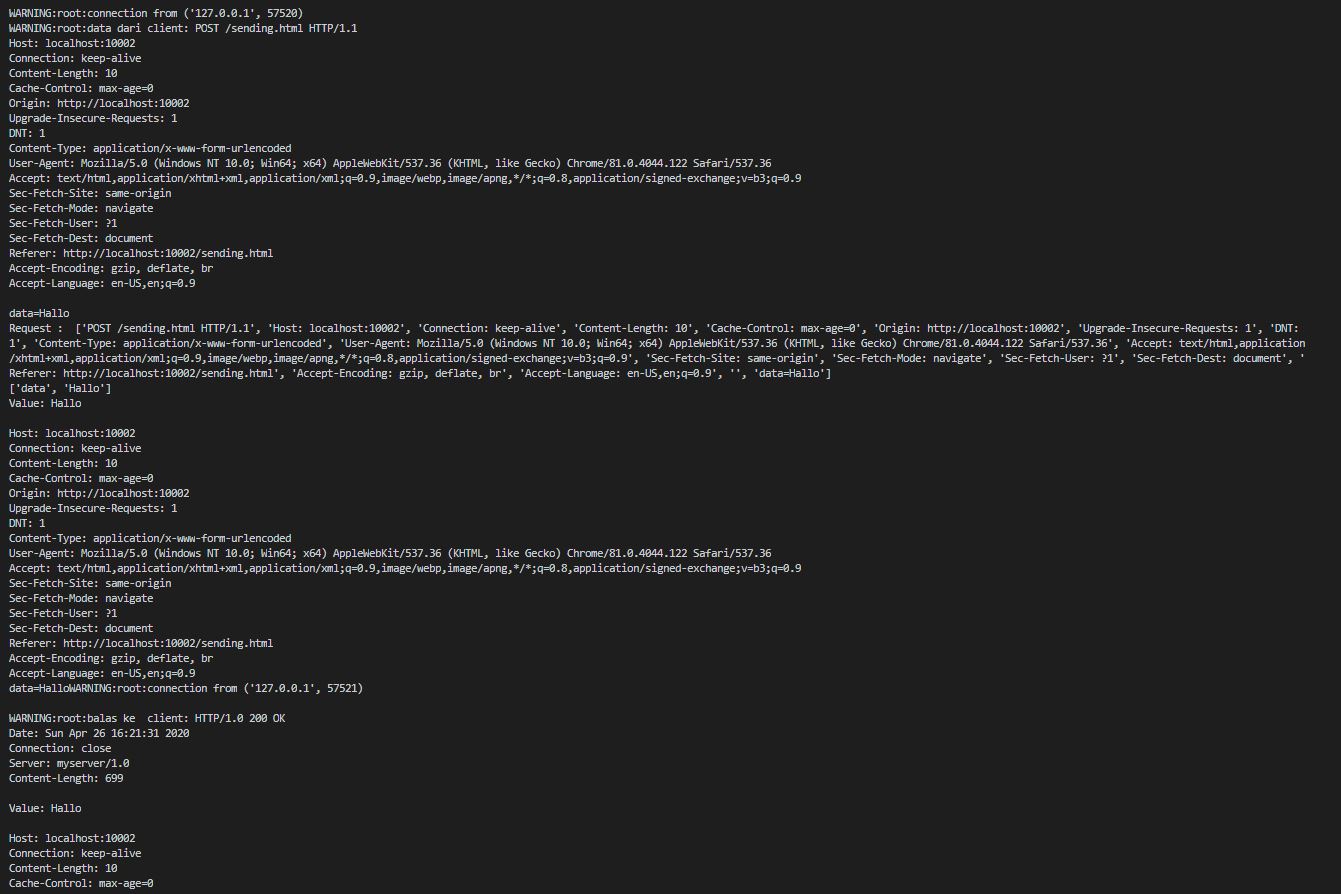 WARNING:root:connection from ('127.0.0.1', 57520)
WARNING:root:data dari client: POST /sending.html HTTP/1.1
Host: localhost:10002
Connection: keep-alive
Content-Length: 10
Cache-Control: max-age=0
Origin: http://localhost:10002
Upgrade-Insecure-Requests: 1
DNT: 1
Content-Type: application/x-www-form-urlencoded
User-Agent: Mozilla/5.0 (Windows NT 10.0; Win64; x64) AppleWebKit/537.36 (KHTML, like Gecko) Chrome/81.0.4044.122 Safari/537.36
Accept: text/html,application/xhtml+xml,application/xml;q=0.9,image/webp,image/apng,*/*;q=0.8,application/signed-exchange;v=b3;q=0.9
Sec-Fetch-Site: same-origin
Sec-Fetch-Mode: navigate
Sec-Fetch-User: ?1
Sec-Fetch-Dest: document
Referer: http://localhost:10002/sending.html
Accept-Encoding: gzip, deflate, br
Accept-Language: en-US,en;q=0.9

data=Hallo
Request :  ['POST /sending.html HTTP/1.1', 'Host: localhost:10002', 'Connection: keep-alive', 'Content-Length: 10', 'Cache-Control: max-age=0', 'Origin: http://localhost:10002', 'Upgrade-Insecure-Requests: 1', 'DNT:
1', 'Content-Type: application/x-www-form-urlencoded', 'User-Agent: Mozilla/5.0 (Windows NT 10.0; Win64; x64) AppleWebKit/537.36 (KHTML, like Gecko) Chrome/81.0.4044.122 Safari/537.36', 'Accept: text/html,application
/xhtml+xml,application/xml;q=0.9,image/webp,image/apng,*/*;q=0.8,application/signed-exchange;v=b3;q=0.9', 'Sec-Fetch-Site: same-origin', 'Sec-Fetch-Mode: navigate', 'Sec-Fetch-User: ?1', 'Sec-Fetch-Dest: document', '
Referer: http://localhost:10002/sending.html', 'Accept-Encoding: gzip, deflate, br', 'Accept-Language: en-US,en;q=0.9', '', 'data=Hallo']
['data', 'Hallo']
Value: Hallo

Host: localhost:10002
Connection: keep-alive
Content-Length: 10
Cache-Control: max-age=0
Origin: http://localhost:10002
Upgrade-Insecure-Requests: 1
DNT: 1
Content-Type: application/x-www-form-urlencoded
User-Agent: Mozilla/5.0 (Windows NT 10.0; Win64; x64) AppleWebKit/537.36 (KHTML, like Gecko) Chrome/81.0.4044.122 Safari/537.36
Accept: text/html,application/xhtml+xml,application/xml;q=0.9,image/webp,image/apng,*/*;q=0.8,application/signed-exchange;v=b3;q=0.9
Sec-Fetch-Site: same-origin
Sec-Fetch-Mode: navigate
Sec-Fetch-User: ?1
Sec-Fetch-Dest: document
Referer: http://localhost:10002/sending.html
Accept-Encoding: gzip, deflate, br
Accept-Language: en-US,en;q=0.9
data=HalloWARNING:root:connection from ('127.0.0.1', 57521)

WARNING:root:balas ke  client: HTTP/1.0 200 OK
Date: Sun Apr 26 16:21:31 2020
Connection: close
Server: myserver/1.0
Content-Length: 699

Value: Hallo

Host: localhost:10002
Connection: keep-alive
Content-Length: 10
Cache-Control: max-age=0